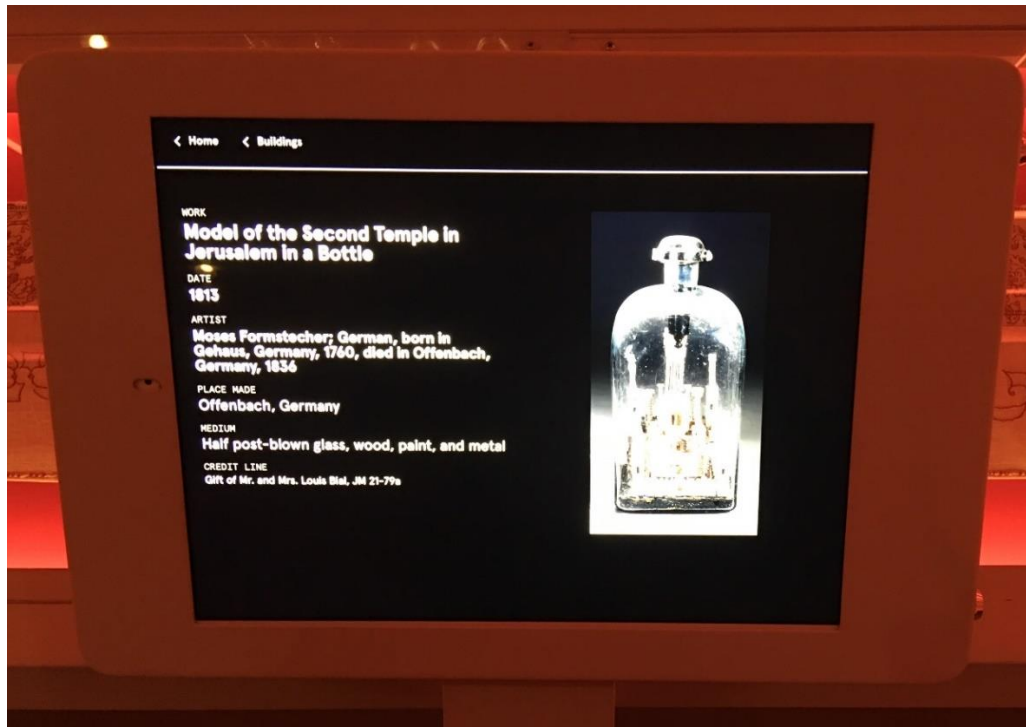 < Home < Buildings
WORK
Model of the Second Temple in
Jerusalem in a Bottle
DATE
1813
ARTIST
Moses Formstecher; German, born in
Gehaus, Germany, 1760, died in Offenbach,
Germany, 1836
PLACE MADE
Offenbach, Germany
MEDIUM
Half post-blown glass, wood, paint, and metal
CREDIT LINE
Gift of Mr. and Mrs. Louis Bial, JM 21-79a